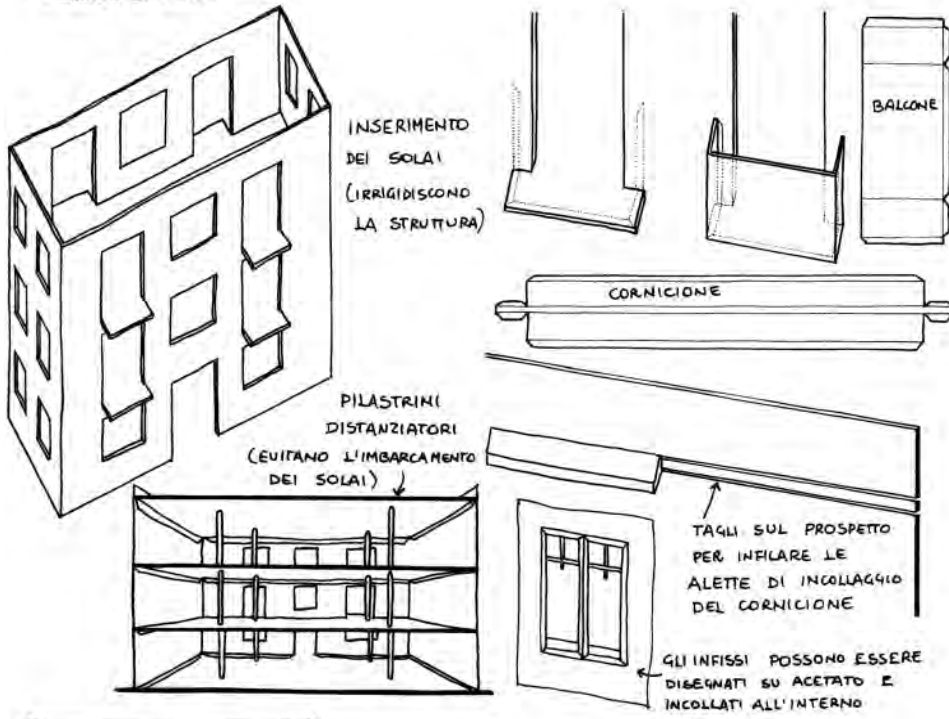 INSERIMENTO
DEI SOLAI
(IRRIGIDISCONO
LA STRUTTURA)
BALCONE
CORNICIONE
PILASTRINI
DISTANZIATORI
(EVITANO L'IMBARCAMENTO
DEI SOLAI)
TAGLI SUL PROSPETTO
PER INFILARE LE
ALETTE DI INCOLLAGGIO
DEL CORNICIONE
GLI INFISSI POSSONO ESSERE
DISEGNATI SU ACETATO E
INCOLLATI ALL'INTERNO